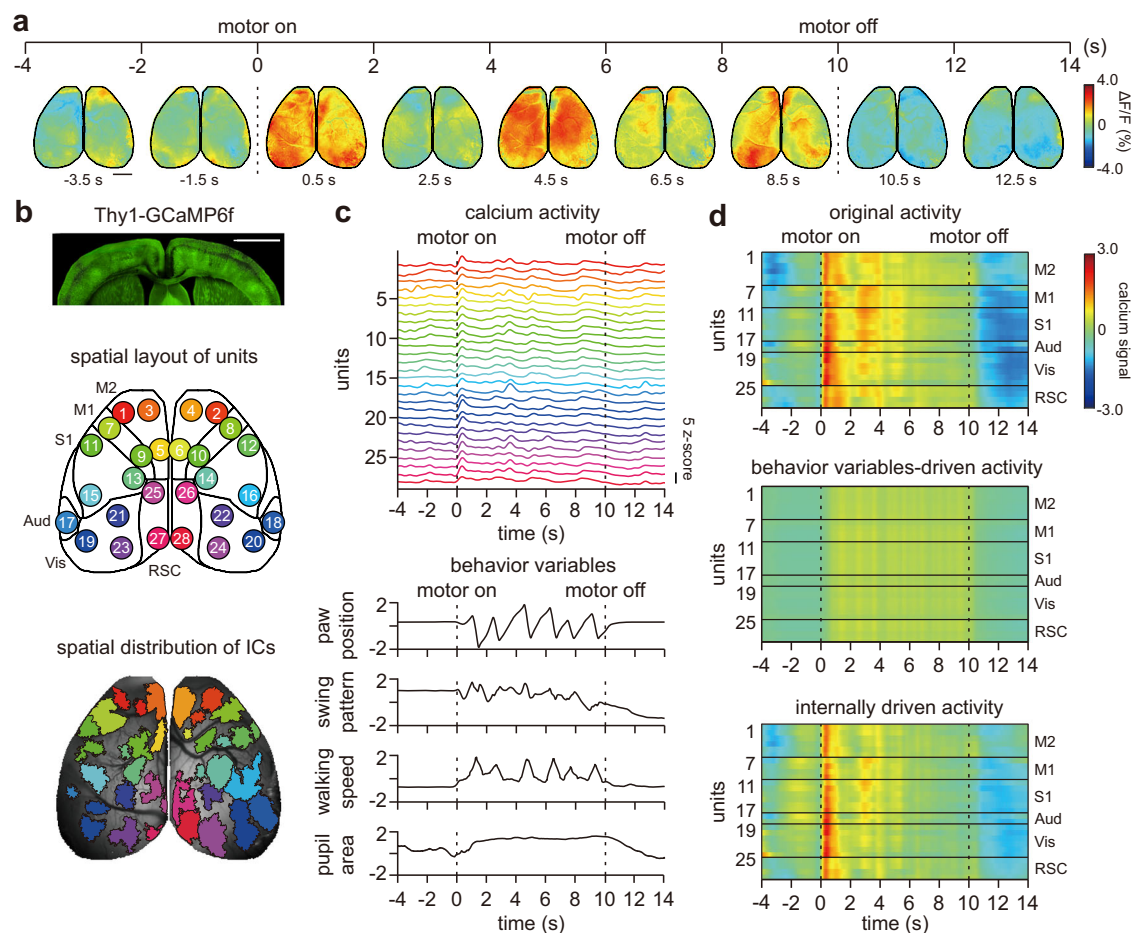 a
motor on
motor off
-4 -2 0 2 4 6 8 10 12 14 (s)
-3.5 s -1.5 s 0.5 s 2.5 s 4.5 s 6.5 s 8.5 s 10.5 s 12.5 s
4.0
0
-4.0
ΔF/F (%)
b
Thy1-GCaMP6f
spatial layout of units
M2
M1
S1
Aud
Vis
RSC
1 3 4 2
7 8
11 9 5 6 10 12
13 14
15 25 26 16
17 21 22 18
19 23 27 28 24 20
spatial distribution of ICs
c
calcium activity
motor on motor off
units
5
10
15
20
25
5 z-score
-4 -2 0 2 4 6 8 10 12 14
time (s)
behavior variables
motor on motor off
paw
position
2
-2
swing
pattern
2
-2
walking
speed
2
-2
pupil
area
2
-2
-4 -2 0 2 4 6 8 10 12 14
time (s)
d
original activity
motor on motor off
units
1
7
11
17
19
25
M2
M1
S1
Aud
Vis
RSC
-4 -2 0 2 4 6 8 10 12 14
3.0
0
-3.0
calcium signal
behavior variables-driven activity
units
1
7
11
17
19
25
M2
M1
S1
Aud
Vis
RSC
-4 -2 0 2 4 6 8 10 12 14
internally driven activity
units
1
7
11
17
19
25
M2
M1
S1
Aud
Vis
RSC
-4 -2 0 2 4 6 8 10 12 14
time (s)